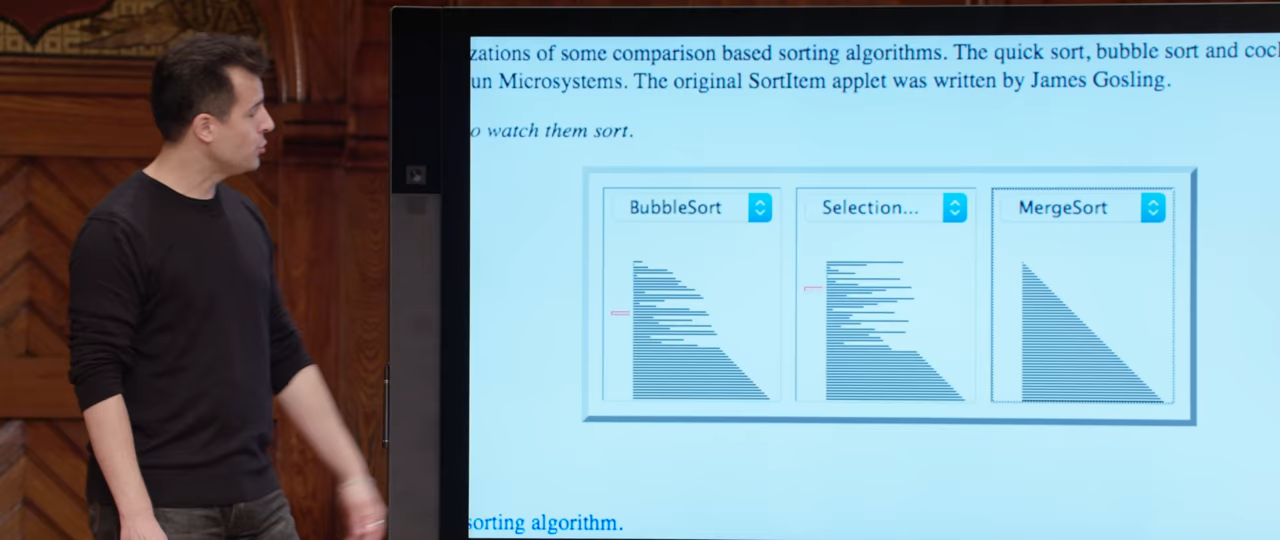 zations of some comparison based sorting algorithms. The quick sort, bubble sort and
un Microsystems. The original SortItem applet was written by James Gosling.
o watch them sort.
BubbleSort
Selection...
MergeSort
sorting algorithm.